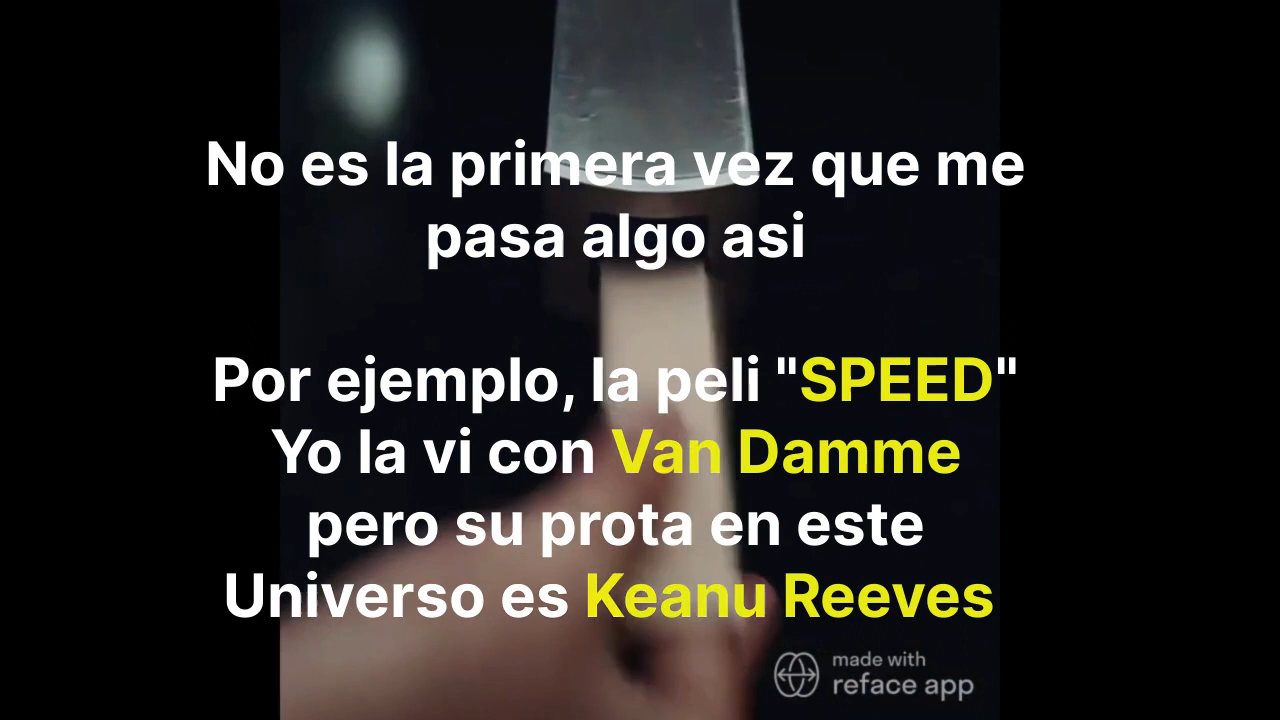 No es la primera vez que me
pasa algo asi
Por ejemplo, la peli "SPEED"
Yo la vi con Van Damme
pero su prota en este
Universo es Keanu Reeves
made with
reface app